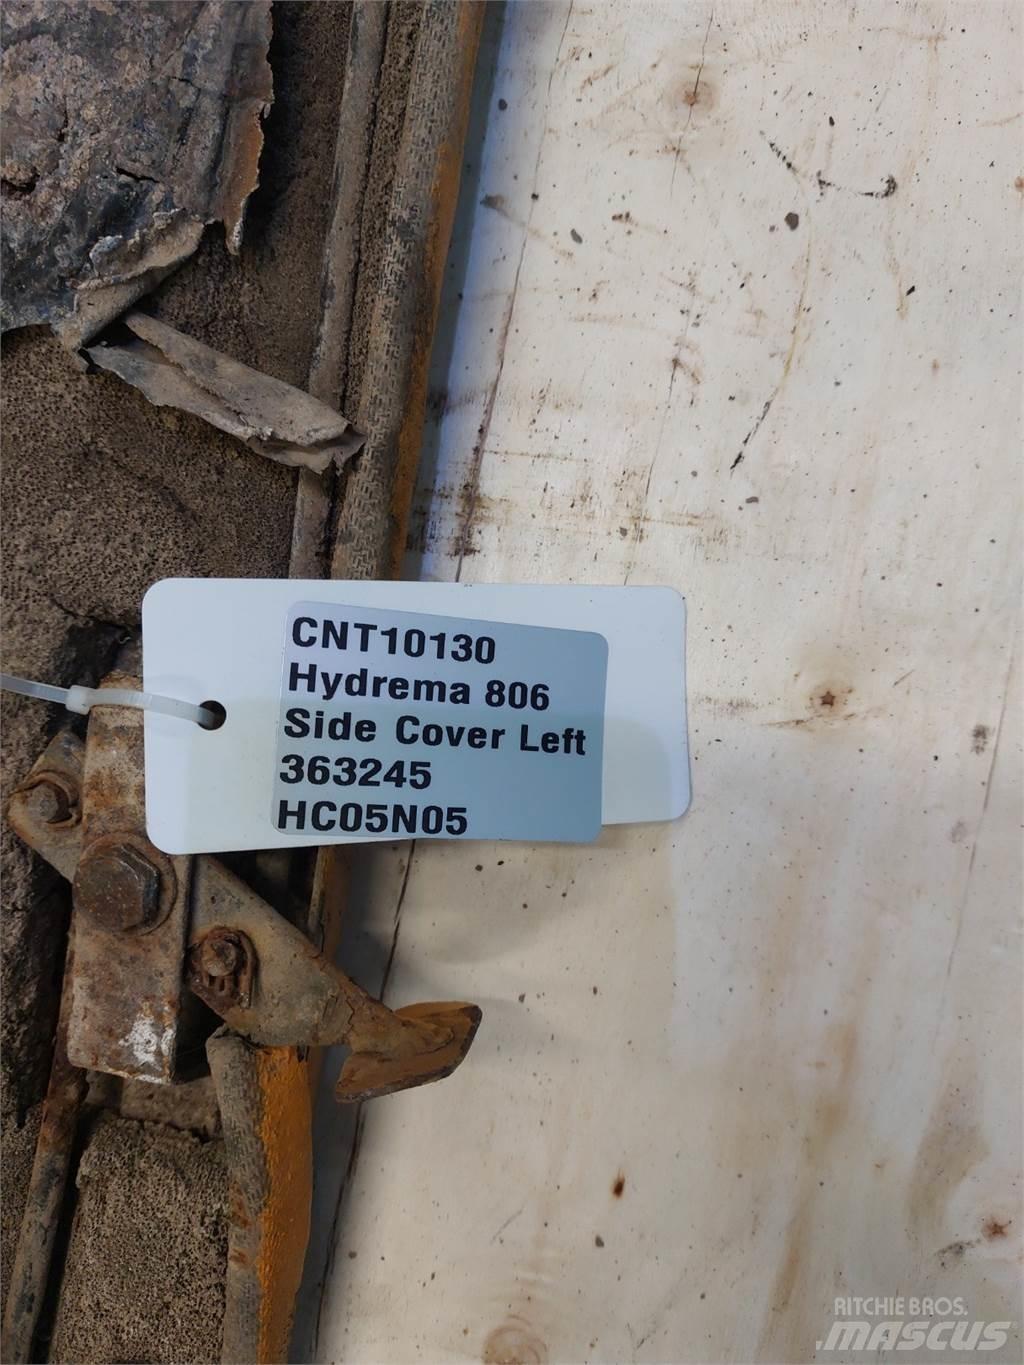 CNT10130
Hydrema 806
Side Cover Left
363245
HC05N05
RITCHIE BROS.
MASCUS